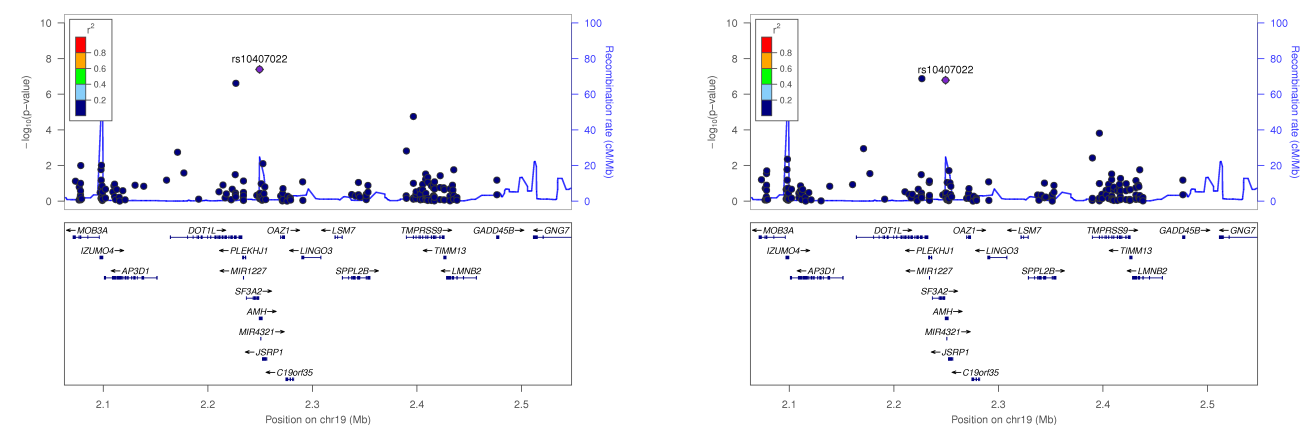 10
8
6
4
2
0
−log10(p−value)
r2
0.8
0.6
0.4
0.2
rs10407022
100
80
60
40
20
0
Recombination rate (cM/Mb)
MOB3A
DOT1L
OAZ1
LSM7
TMPRSS9
GADD45B
GNG7
IZUMO4
PLEKHJ1
LINGO3
TIMM13
AP3D1
MIR1227
SPPL2B
LMNB2
SF3A2
AMH
MIR4321
JSRP1
C19orf35
2.1
2.2
2.3
2.4
2.5
Position on chr19 (Mb)
10
8
6
4
2
0
−log10(p−value)
r2
0.8
0.6
0.4
0.2
rs10407022
100
80
60
40
20
0
Recombination rate (cM/Mb)
MOB3A
DOT1L
OAZ1
LSM7
TMPRSS9
GADD45B
GNG7
IZUMO4
PLEKHJ1
LINGO3
TIMM13
AP3D1
MIR1227
SPPL2B
LMNB2
SF3A2
AMH
MIR4321
JSRP1
C19orf35
2.1
2.2
2.3
2.4
2.5
Position on chr19 (Mb)